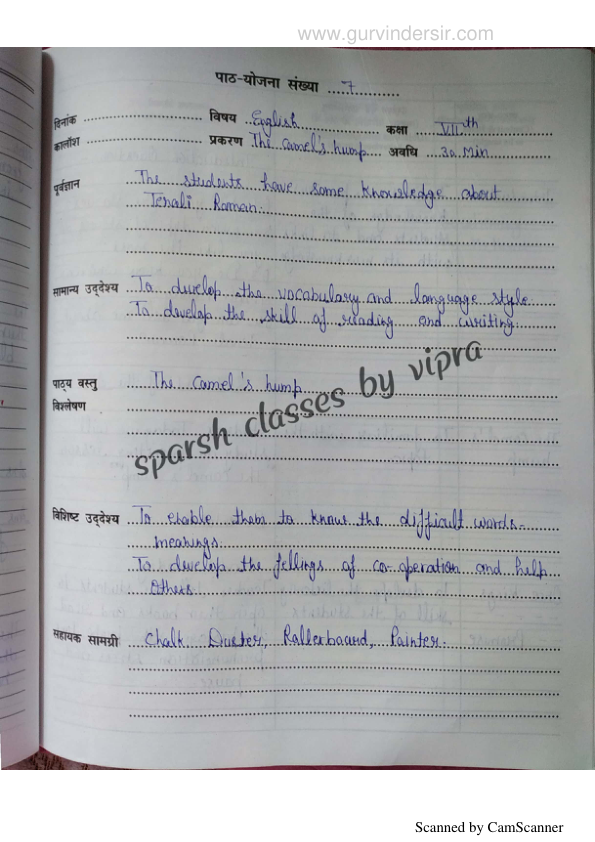 www.gurvindersir.com
पाठ-योजना संख्या ....7..........
दिनांक .............................. विषय ..English............... कक्षा ....VIIth...............
कालांश .............................. प्रकरण The camel's hump.. अवधि ...30 Min............
पूर्वज्ञान ...The students have some knowledge about
Tenali Raman.
सामान्य उद्देश्य To develop the vocabulary and language style
To develop the skill of reading and writing
पाठ्य वस्तु विश्लेषण ......The camel's hump
sparsh classes by vipra
विशिष्ट उद्देश्य ..To enable them to know the difficult words-
meanings.
To develop the fellings of co-operation and help
Others
सहायक सामग्री ...Chalk Duster, Rollerboard, Pointer.
Scanned by CamScanner